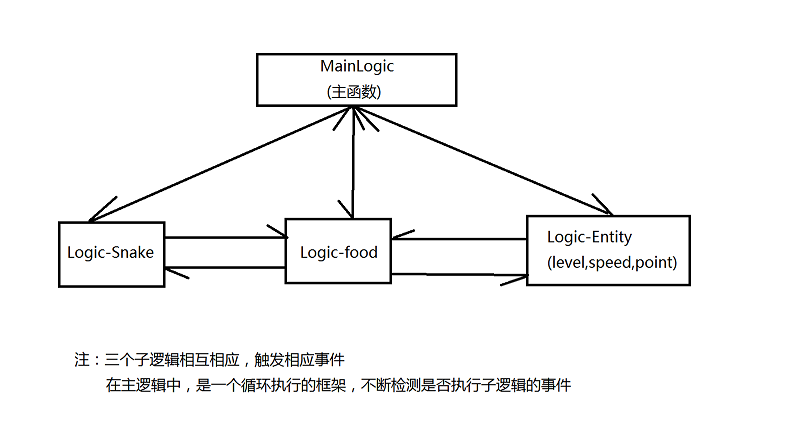 MainLogic
(主函数)
Logic-Snake
Logic-food
Logic-Entity
(level,speed,point)
注：三个子逻辑相互相应，触发相应事件
在主逻辑中，是一个循环执行的框架，不断检测是否执行子逻辑的事件